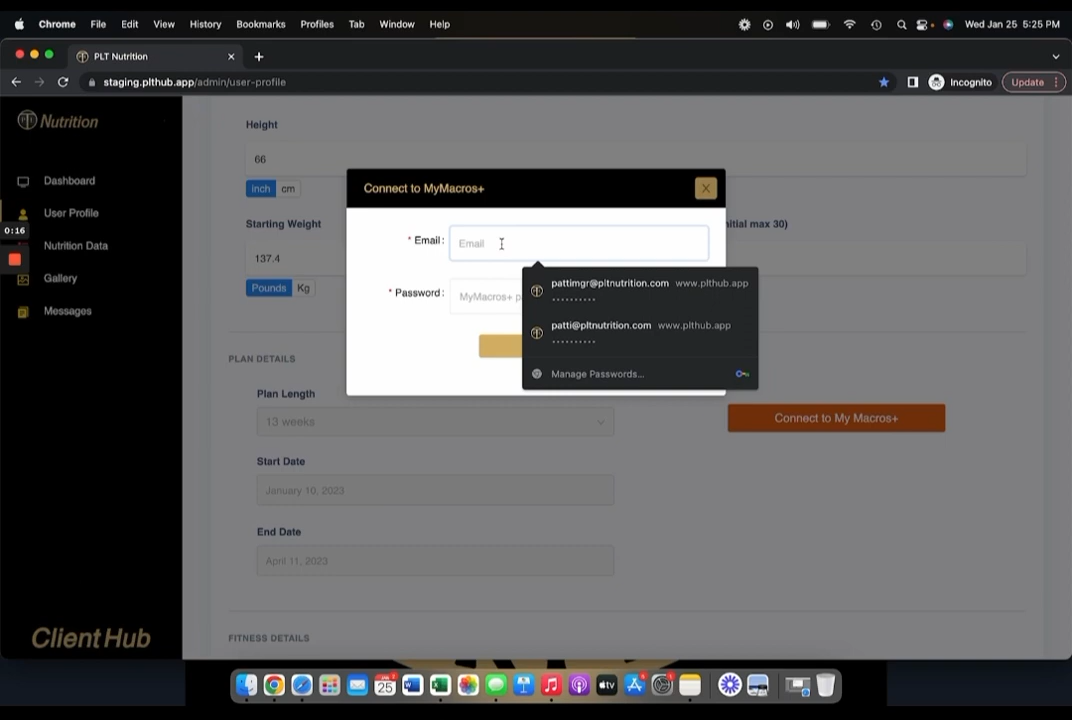 Chrome File Edit View History Bookmarks Profiles Tab Window Help Wed Jan 25 5:25 PM
PLT Nutrition
staging.plthub.app/admin/user-profile Incognito Update
Nutrition
Dashboard
User Profile
0:16
Nutrition Data
Gallery
Messages
Client Hub
Height
66
inch cm
Starting Weight
nitial max 30)
137.4
Pounds Kg
PLAN DETAILS
Plan Length
13 weeks
Start Date
January 10, 2023
End Date
April 11, 2023
FITNESS DETAILS
Connect to My Macros+
Connect to MyMacros+
X
* Email:
Email
* Password:
MyMacros+ p
pattimgr@pltnutrition.com www.plthub.app
patti@pltnutrition.com www.plthub.app
Manage Passwords...
JAN
25
tv